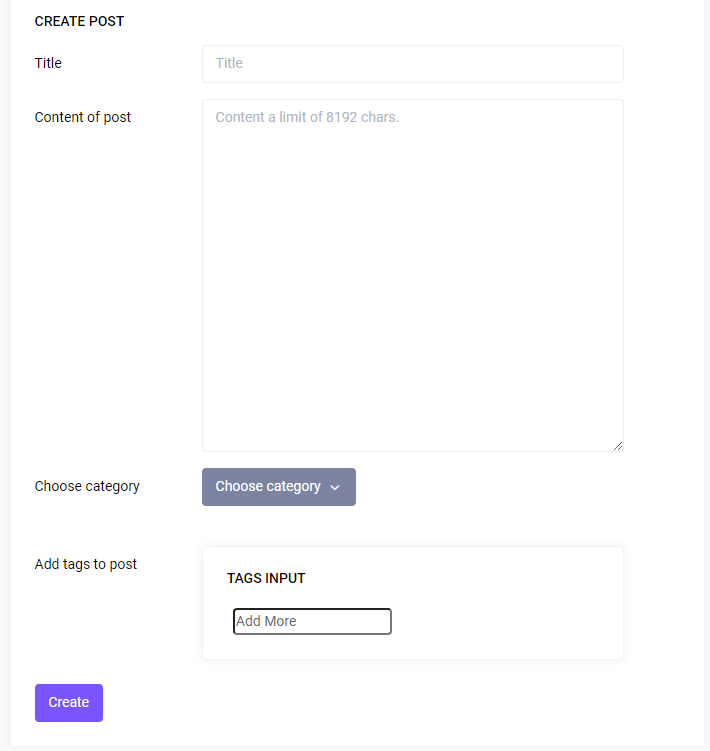 CREATE POST
Title
Title
Content of post
Content a limit of 8192 chars.
Choose category
Choose category
Add tags to post
TAGS INPUT
Add More
Create